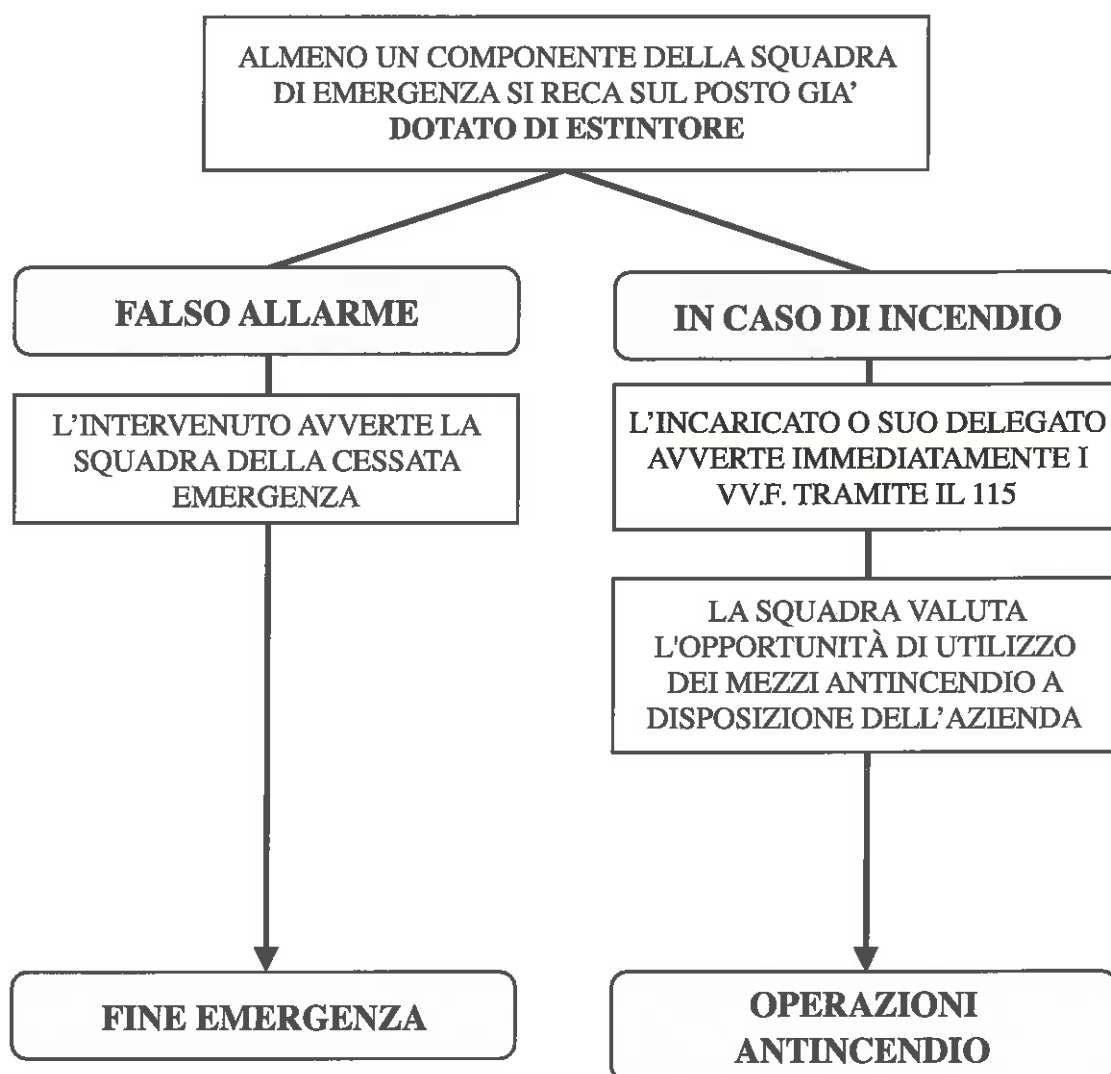 ALMENO UN COMPONENTE DELLA SQUADRA
DI EMERGENZA SI RECA SUL POSTO GIA'
DOTATO DI ESTINTORE
FALSO ALLARME
L'INTERVENUTO AVVERTE LA
SQUADRA DELLA CESSATA
EMERGENZA
FINE EMERGENZA
IN CASO DI INCENDIO
L'INCARICATO O SUO DELEGATO
AVVERTE IMMEDIATAMENTE I
VV.F. TRAMITE IL 115
LA SQUADRA VALUTA
L'OPPORTUNITÀ DI UTILIZZO
DEI MEZZI ANTINCENDIO A
DISPOSIZIONE DELL'AZIENDA
OPERAZIONI
ANTINCENDIO